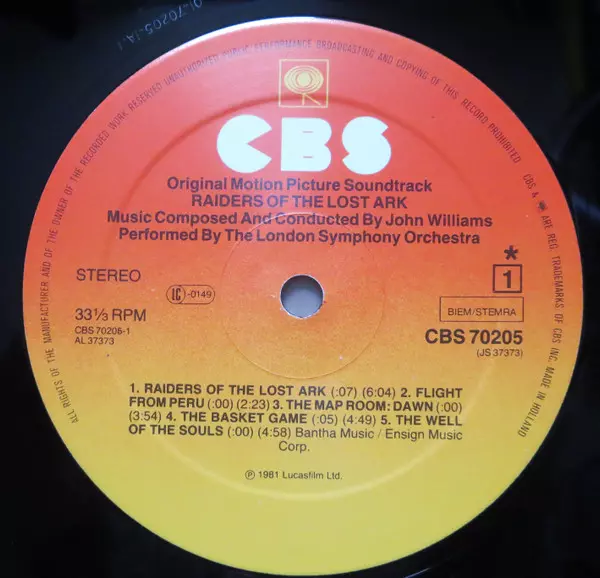 01-70205-1A-1
ALL RIGHTS OF THE MANUFACTURER AND OF THE OWNER OF THE RECORDED WORK RESERVED UNAUTHORIZED PUBLIC PERFORMANCE BROADCASTING AND COPYING OF THIS RECORD PROHIBITED
CBS & ARE REG. TRADEMARKS OF CBS INC. MADE IN HOLLAND
CBS
Original Motion Picture Soundtrack
RAIDERS OF THE LOST ARK
Music Composed And Conducted By John Williams
Performed By The London Symphony Orchestra
STEREO
IC -0149
*
1
33⅓ RPM
BIEM/STEMRA
CBS 70206-1
AL 37373
CBS 70205
(JS 37373)
1. RAIDERS OF THE LOST ARK (:07) (6:04) 2. FLIGHT
FROM PERU (:00) (2:23) 3. THE MAP ROOM: DAWN (:00)
(3:54) 4. THE BASKET GAME (:05) (4:49) 5. THE WELL
OF THE SOULS (:00) (4:58) Bantha Music / Ensign Music
Corp.
℗ 1981 Lucasfilm Ltd.